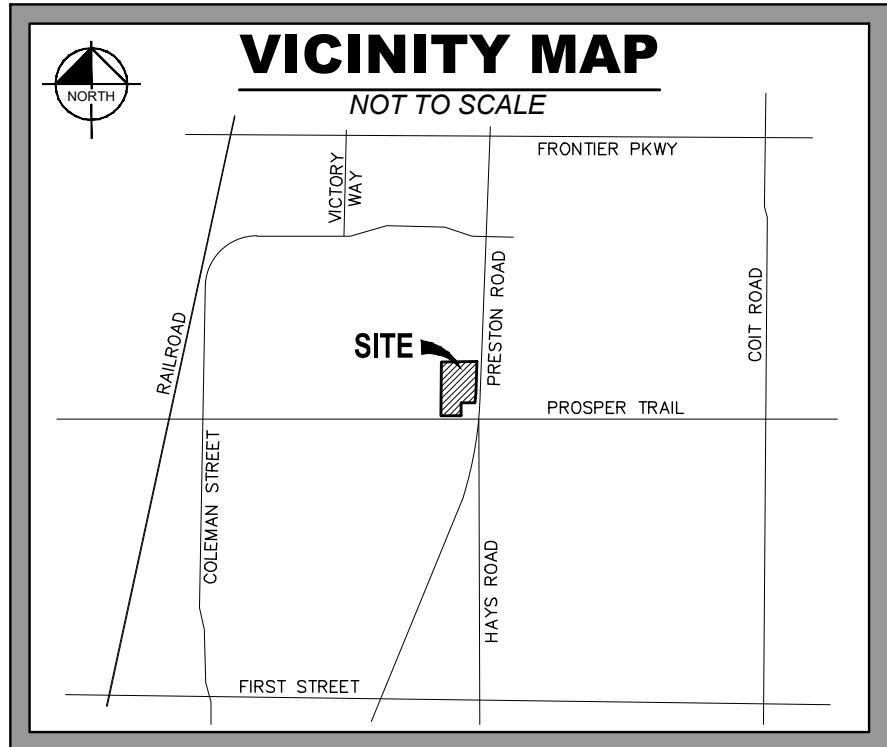 VICINITY MAP
NORTH
NOT TO SCALE
FRONTIER PKWY
VICTORY
WAY
PRESTON ROAD
COIT ROAD
RAILROAD
SITE
PROSPER TRAIL
COLEMAN STREET
HAYS ROAD
FIRST STREET